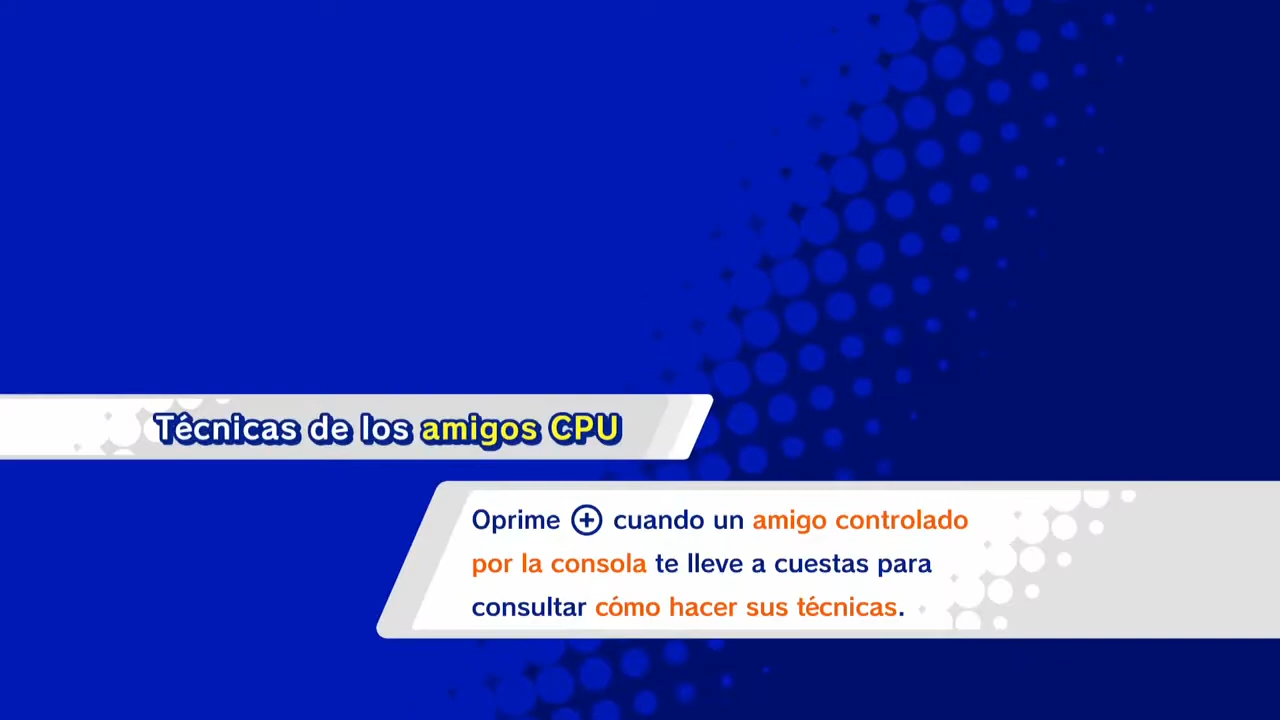 Técnicas de los amigos CPU
Oprime ⊕ cuando un amigo controlado
por la consola te lleve a cuestas para
consultar cómo hacer sus técnicas.